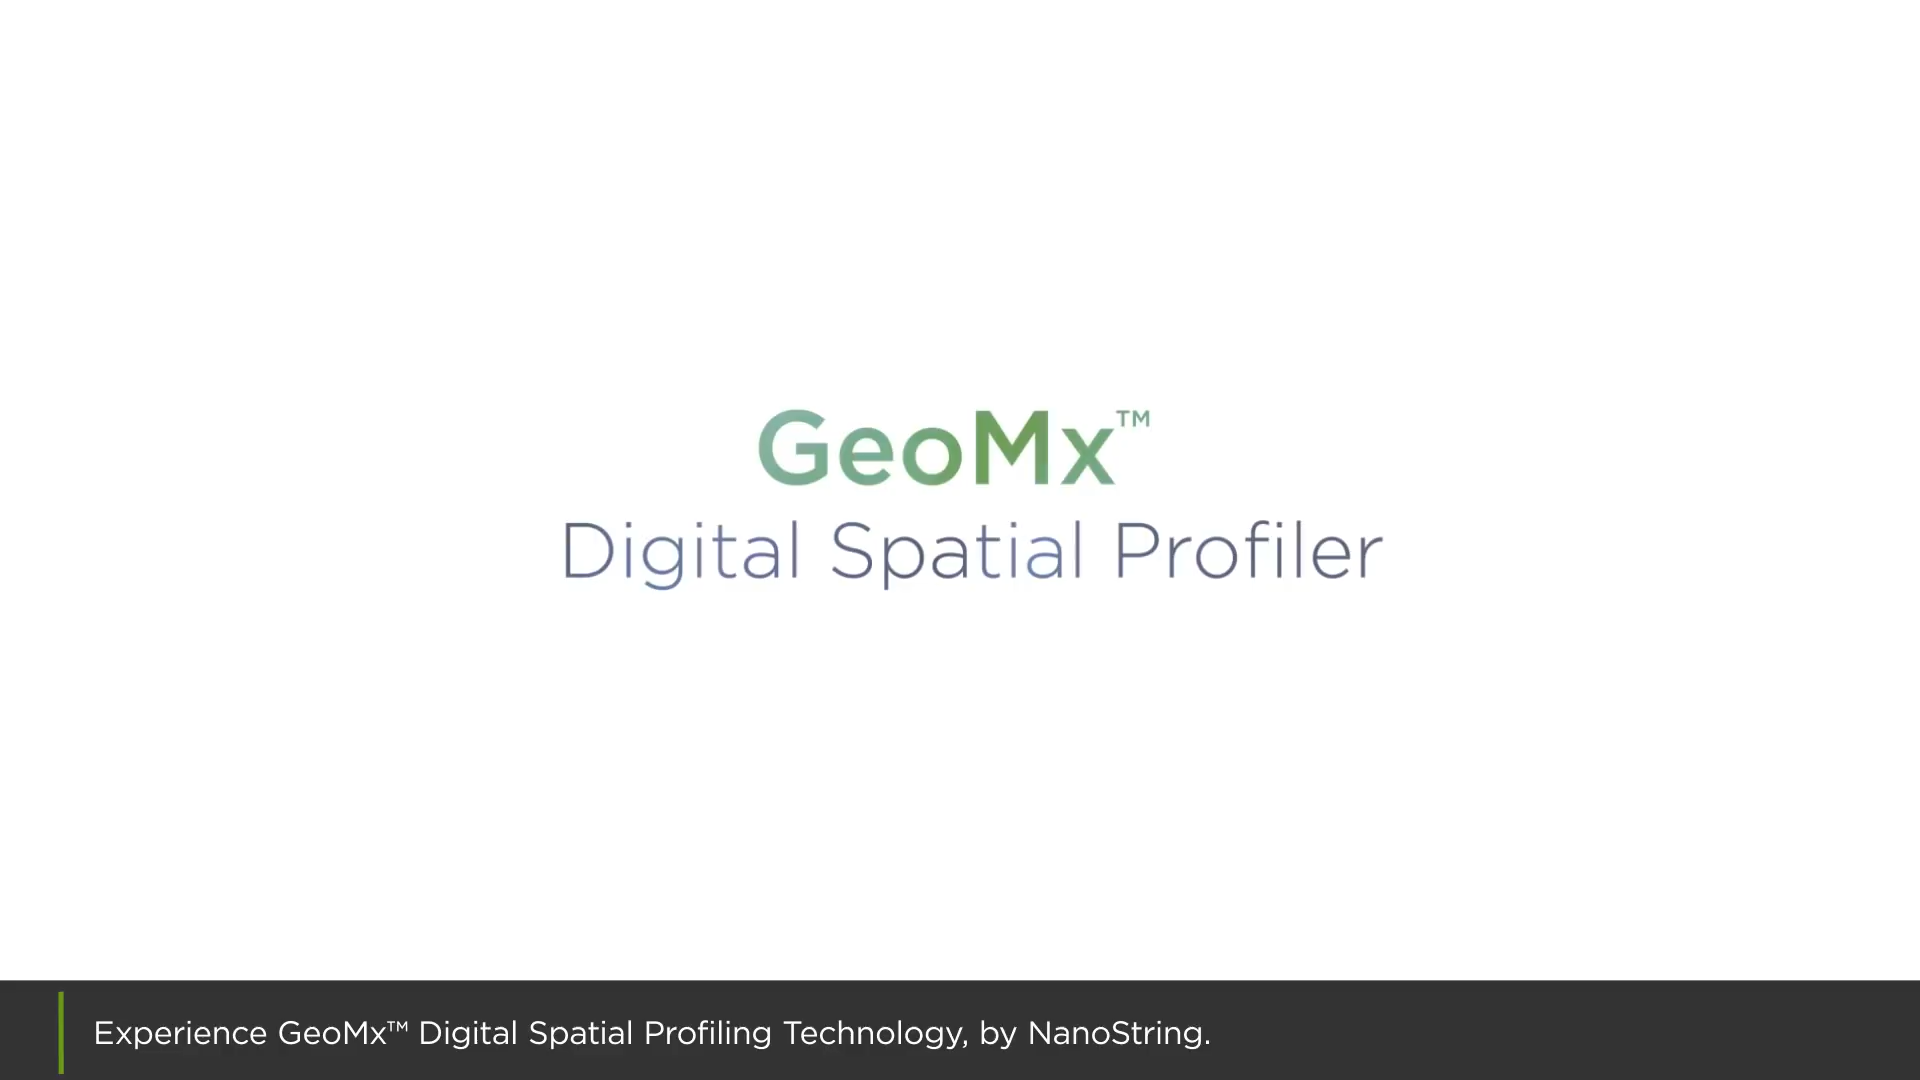 GeoMx™
Digital Spatial Profiler
Experience GeoMx™ Digital Spatial Profiling Technology, by NanoString.